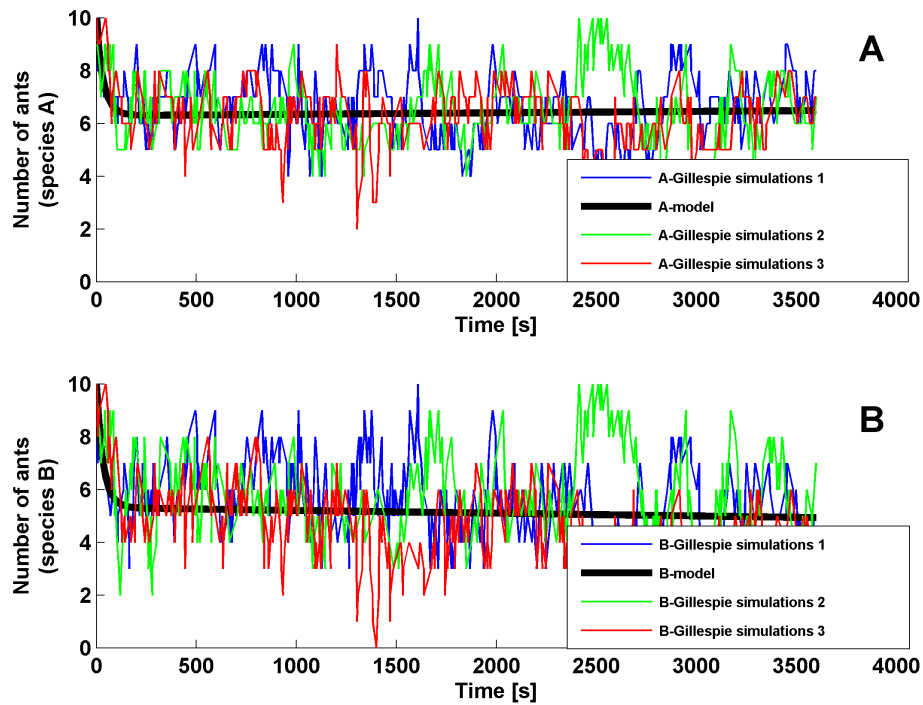 A
Number of ants
(species A)
10
8
6
4
2
0
A-Gillespie simulations 1
A-model
A-Gillespie simulations 2
A-Gillespie simulations 3
0 500 1000 1500 2000 2500 3000 3500 4000
Time [s]
B
Number of ants
(species B)
10
8
6
4
2
0
B-Gillespie simulations 1
B-model
B-Gillespie simulations 2
B-Gillespie simulations 3
0 500 1000 1500 2000 2500 3000 3500 4000
Time [s]